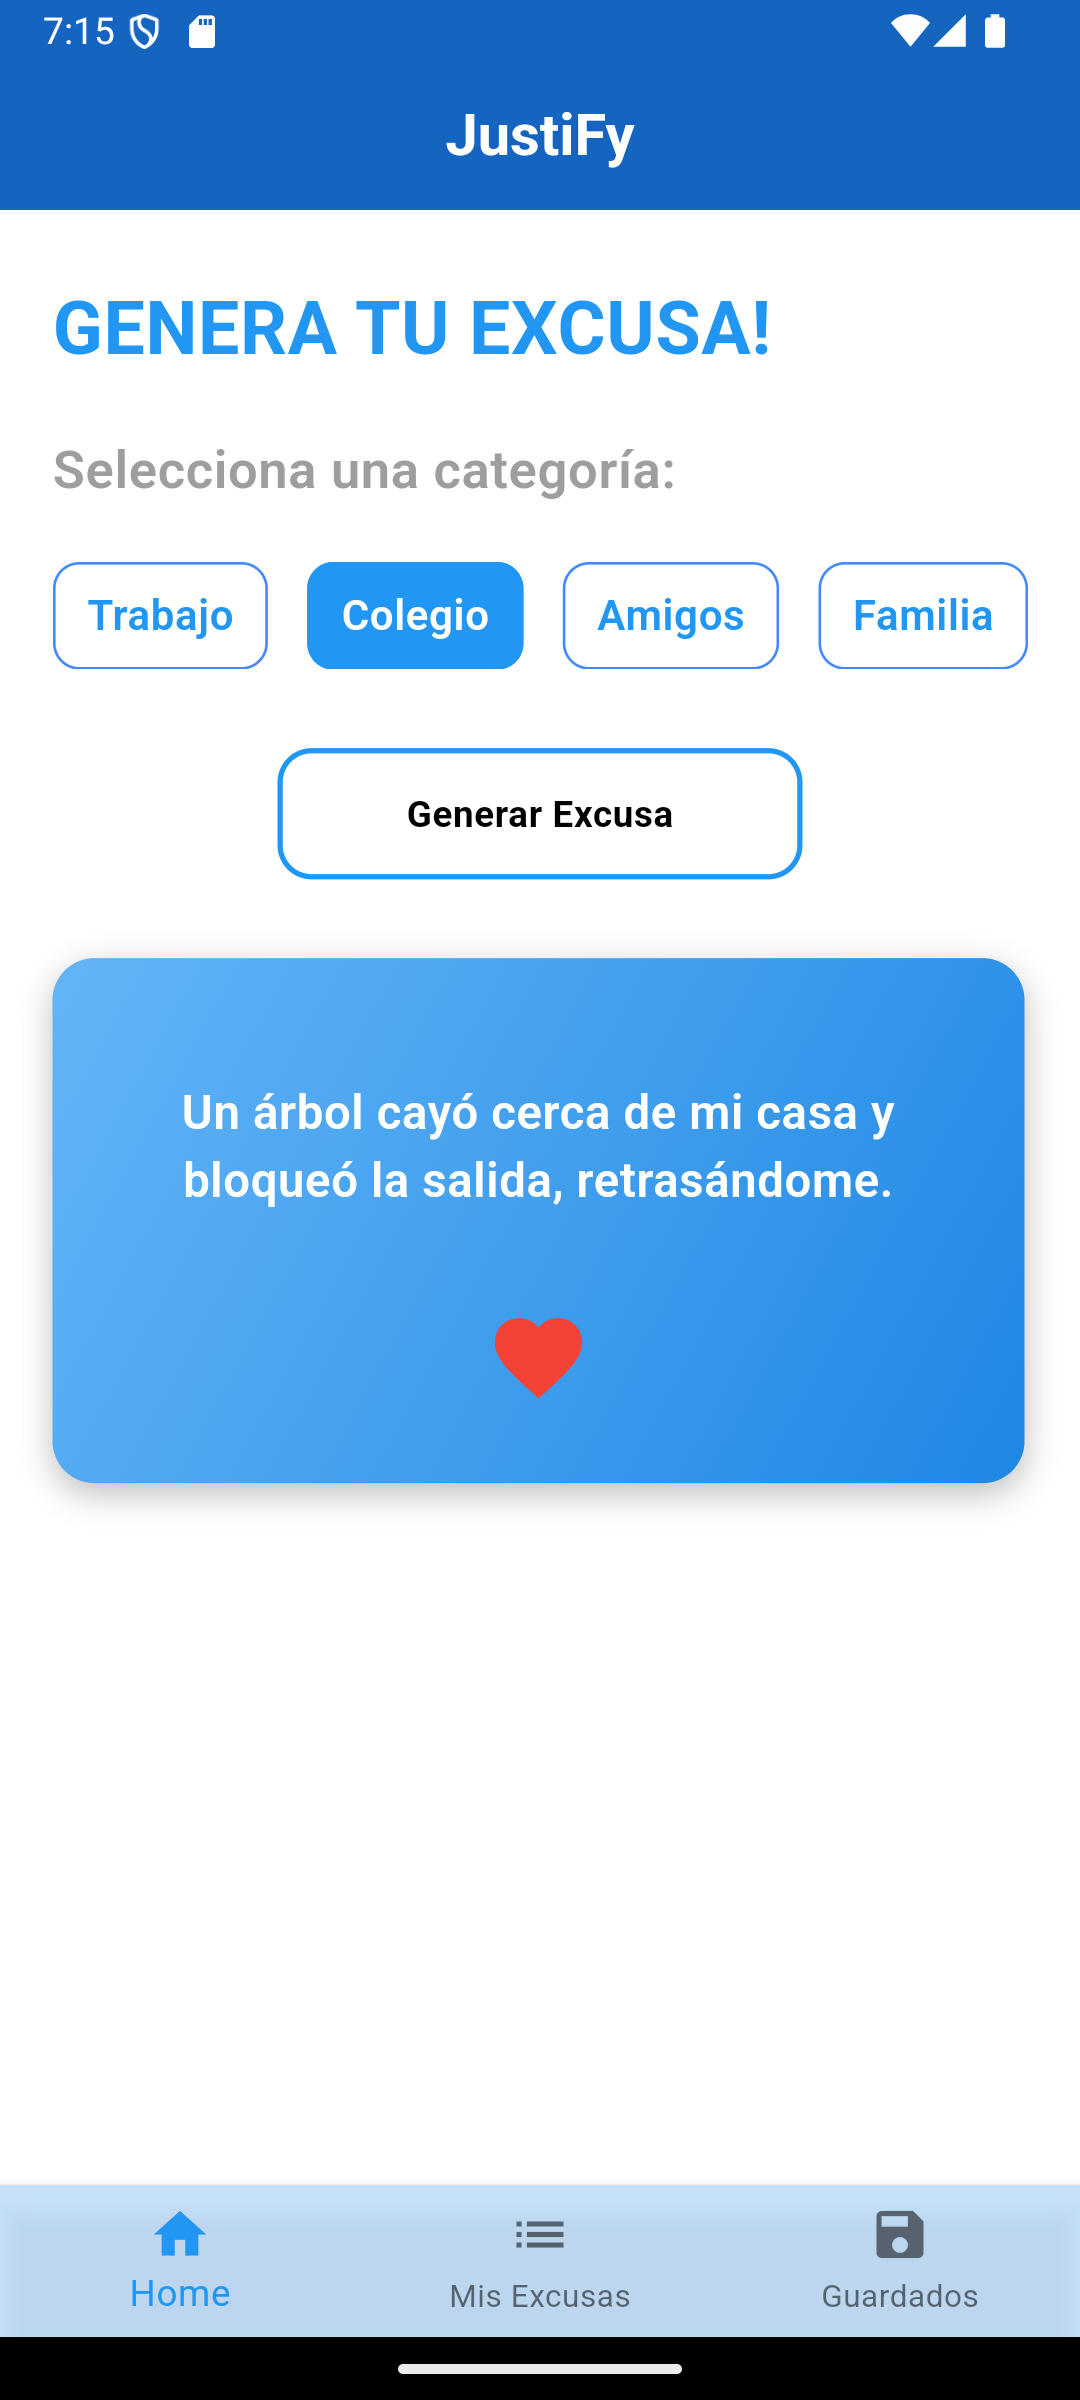 7:15
JustiFy
GENERA TU EXCUSA!
Selecciona una categoría:
Trabajo Colegio Amigos Familia
Generar Excusa
Un árbol cayó cerca de mi casa y
bloqueó la salida, retrasándome.
Home Mis Excusas Guardados